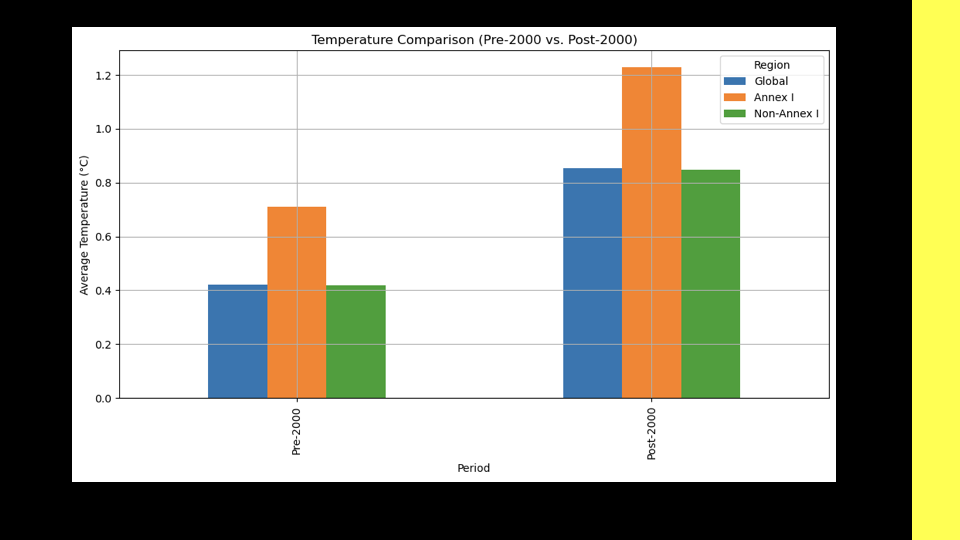 Temperature Comparison (Pre-2000 vs. Post-2000)
Region
Global
Annex I
Non-Annex I
Average Temperature (°C)
1.2
1.0
0.8
0.6
0.4
0.2
0.0
Pre-2000
Post-2000
Period